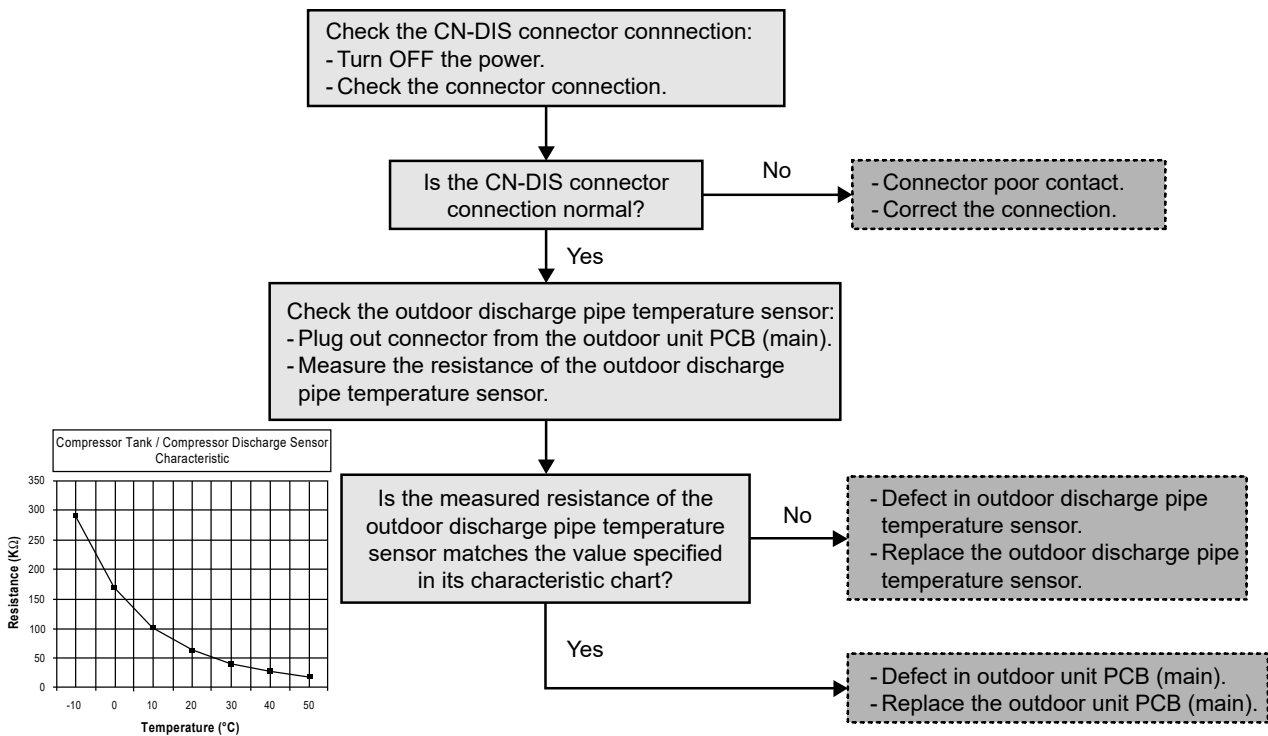 Check the CN-DIS connector connnection:
- Turn OFF the power.
- Check the connector connection.
Is the CN-DIS connector
connection normal?
No
- Connector poor contact.
- Correct the connection.
Yes
Check the outdoor discharge pipe temperature sensor:
- Plug out connector from the outdoor unit PCB (main).
- Measure the resistance of the outdoor discharge
pipe temperature sensor.
Compressor Tank / Compressor Discharge Sensor
Characteristic
Resistance (KΩ)
350
300
250
200
150
100
50
0
-10 0 10 20 30 40 50
Temperature (°C)
Is the measured resistance of the
outdoor discharge pipe temperature
sensor matches the value specified
in its characteristic chart?
No
- Defect in outdoor discharge pipe
temperature sensor.
- Replace the outdoor discharge pipe
temperature sensor.
Yes
- Defect in outdoor unit PCB (main).
- Replace the outdoor unit PCB (main).